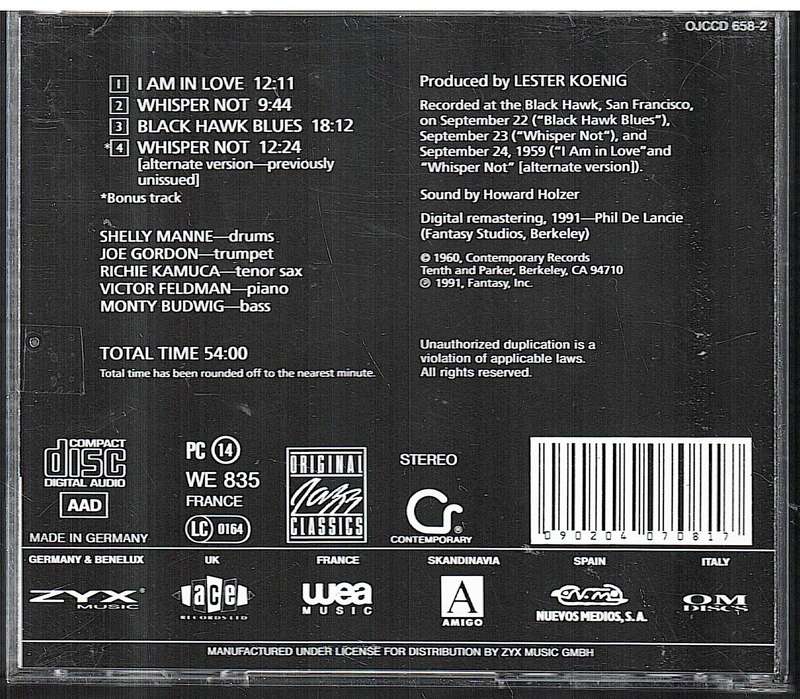 OJCCD 658-2
1 I AM IN LOVE 12:11
2 WHISPER NOT 9:44
3 BLACK HAWK BLUES 18:12
*4 WHISPER NOT 12:24
[alternate version—previously
unissued]
*Bonus track
SHELLY MANNE—drums
JOE GORDON—trumpet
RICHIE KAMUCA—tenor sax
VICTOR FELDMAN—piano
MONTY BUDWIG—bass
TOTAL TIME 54:00
Total time has been rounded off to the nearest minute.
Produced by LESTER KOENIG
Recorded at the Black Hawk, San Francisco,
on September 22 ("Black Hawk Blues"),
September 23 ("Whisper Not"), and
September 24, 1959 ("I Am in Love"and
"Whisper Not" [alternate version]).
Sound by Howard Holzer
Digital remastering, 1991—Phil De Lancie
(Fantasy Studios, Berkeley)
© 1960, Contemporary Records
Tenth and Parker, Berkeley, CA 94710
℗ 1991, Fantasy, Inc.
Unauthorized duplication is a
violation of applicable laws.
All rights reserved.
COMPACT
disc
DIGITAL AUDIO
AAD
MADE IN GERMANY
PC 14
WE 835
FRANCE
LC 0164
ORIGINAL
Jazz
CLASSICS
STEREO
Cr®
CONTEMPORARY
090204 070817
GERMANY & BENELUX
ZYX®
MUSIC
UK
ace
RECORDS LTD
FRANCE
wea
MUSIC
SKANDINAVIA
A
AMIGO
SPAIN
N.M.
NUEVOS MEDIOS, S.A.
ITALY
OM
DISCS
MANUFACTURED UNDER LICENSE FOR DISTRIBUTION BY ZYX MUSIC GMBH